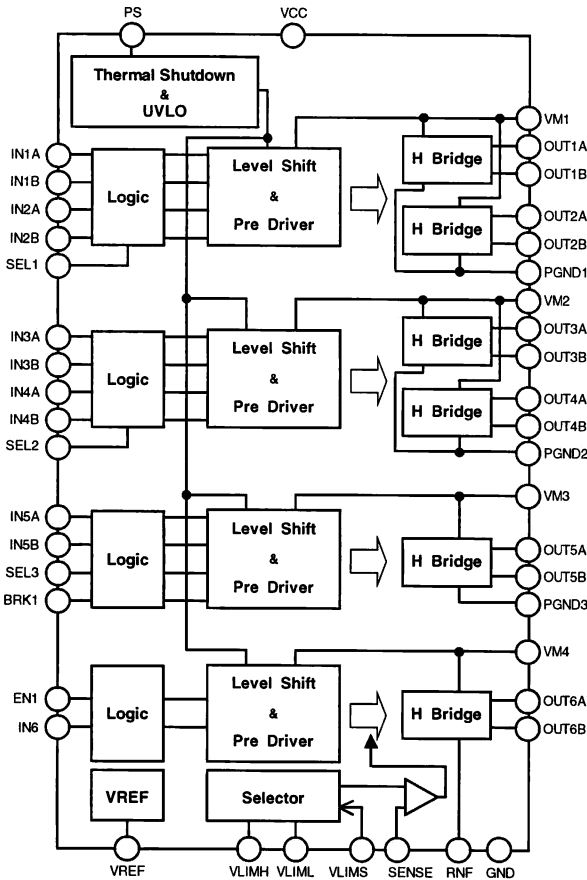 PS
VCC
Thermal Shutdown
&
UVLO
VM1
IN1A
IN1B
IN2A
IN2B
SEL1
Logic
Level Shift
&
Pre Driver
H Bridge
H Bridge
OUT1A
OUT1B
OUT2A
OUT2B
PGND1
VM2
IN3A
IN3B
IN4A
IN4B
SEL2
Logic
Level Shift
&
Pre Driver
H Bridge
H Bridge
OUT3A
OUT3B
OUT4A
OUT4B
PGND2
VM3
IN5A
IN5B
SEL3
BRK1
Logic
Level Shift
&
Pre Driver
H Bridge
OUT5A
OUT5B
PGND3
VM4
EN1
IN6
Logic
Level Shift
&
Pre Driver
H Bridge
OUT6A
OUT6B
VREF
Selector
VREF
VLIMH
VLIML
VLIMS
SENSE
RNF
GND